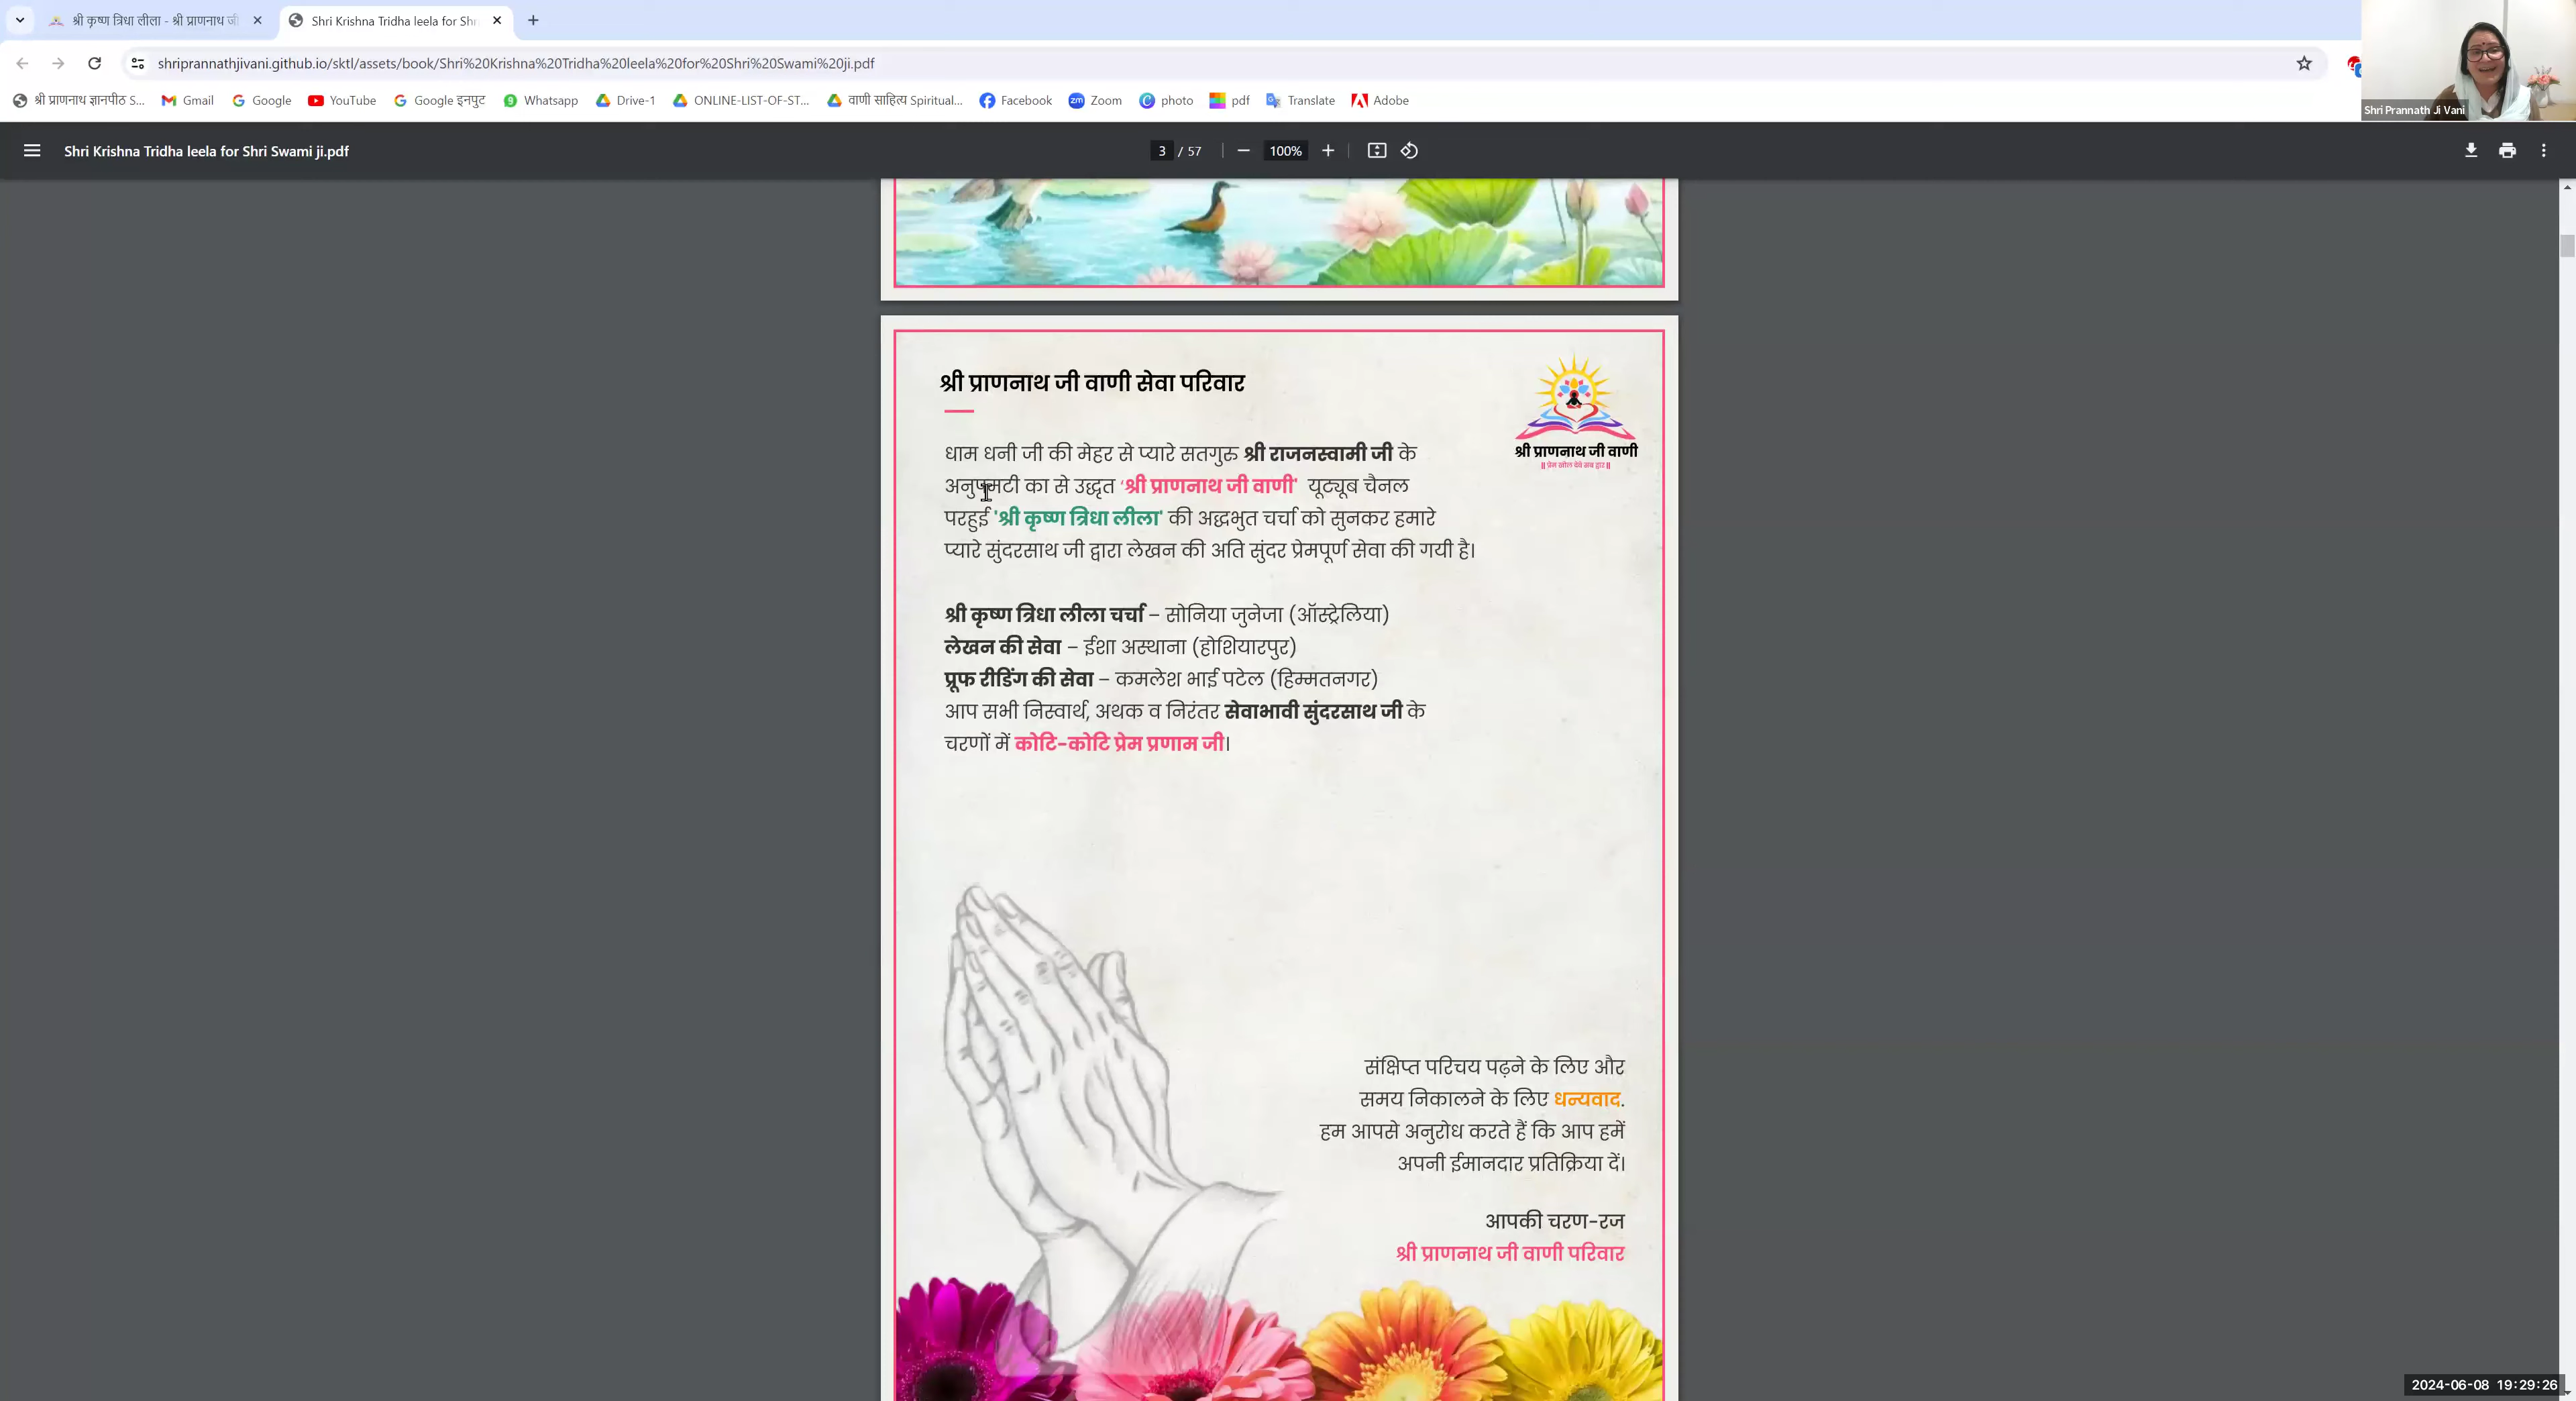 श्री कृष्ण त्रिधा लीला - श्री प्राणनाथ जी
Shri Krishna Tridha leela for Shr
shriprannathjivani.github.io/sktl/assets/book/Shri%20Krishna%20Tridha%20leela%20for%20Shri%20Swami%20ji.pdf
श्री प्राणनाथ ज्ञानपीठ S... Gmail Google YouTube Google इनपुट Whatsapp Drive-1 ONLINE-LIST-OF-ST... वाणी साहित्य Spiritual... Facebook Zoom photo pdf Translate Adobe
Shri Prannath Ji Vani
Shri Krishna Tridha leela for Shri Swami ji.pdf
3 / 57
100%
श्री प्राणनाथ जी वाणी सेवा परिवार
श्री प्राणनाथ जी वाणी
|| प्रेम खोल देवे सब द्वार ||
धाम धनी जी की मेहर से प्यारे सतगुरु श्री राजनस्वामी जी के
अनुपमटी का से उद्धृत ‘श्री प्राणनाथ जी वाणी' यूट्यूब चैनल
परहुई 'श्री कृष्ण त्रिधा लीला' की अद्धभुत चर्चा को सुनकर हमारे
प्यारे सुंदरसाथ जी द्वारा लेखन की अति सुंदर प्रेमपूर्ण सेवा की गयी है।
श्री कृष्ण त्रिधा लीला चर्चा – सोनिया जुनेजा (ऑस्ट्रेलिया)
लेखन की सेवा – ईशा अस्थाना (होशियारपुर)
प्रूफ रीडिंग की सेवा – कमलेश भाई पटेल (हिम्मतनगर)
आप सभी निस्वार्थ, अथक व निरंतर सेवाभावी सुंदरसाथ जी के
चरणों में कोटि-कोटि प्रेम प्रणाम जी।
संक्षिप्त परिचय पढ़ने के लिए और
समय निकालने के लिए धन्यवाद.
हम आपसे अनुरोध करते हैं कि आप हमें
अपनी ईमानदार प्रतिक्रिया दें।
आपकी चरण-रज
श्री प्राणनाथ जी वाणी परिवार
2024-06-08 19:29:26